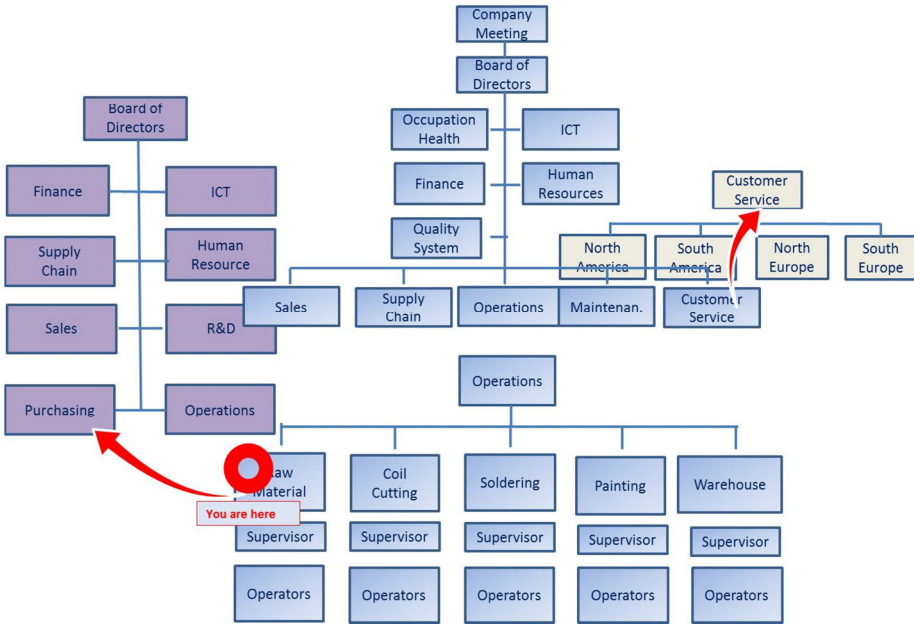 Company
Meeting
Board of
Directors
Occupation
Health
ICT
Finance
Human
Resources
Quality
System
Sales
Supply
Chain
Operations
Maintenan.
Customer
Service
Board of
Directors
Finance
ICT
Supply
Chain
Human
Resource
Sales
R&D
Purchasing
Operations
Customer
Service
North
America
South
America
North
Europe
South
Europe
Operations
Raw
Material
Coil
Cutting
Soldering
Painting
Warehouse
You are here
Supervisor
Supervisor
Supervisor
Supervisor
Supervisor
Operators
Operators
Operators
Operators
Operators